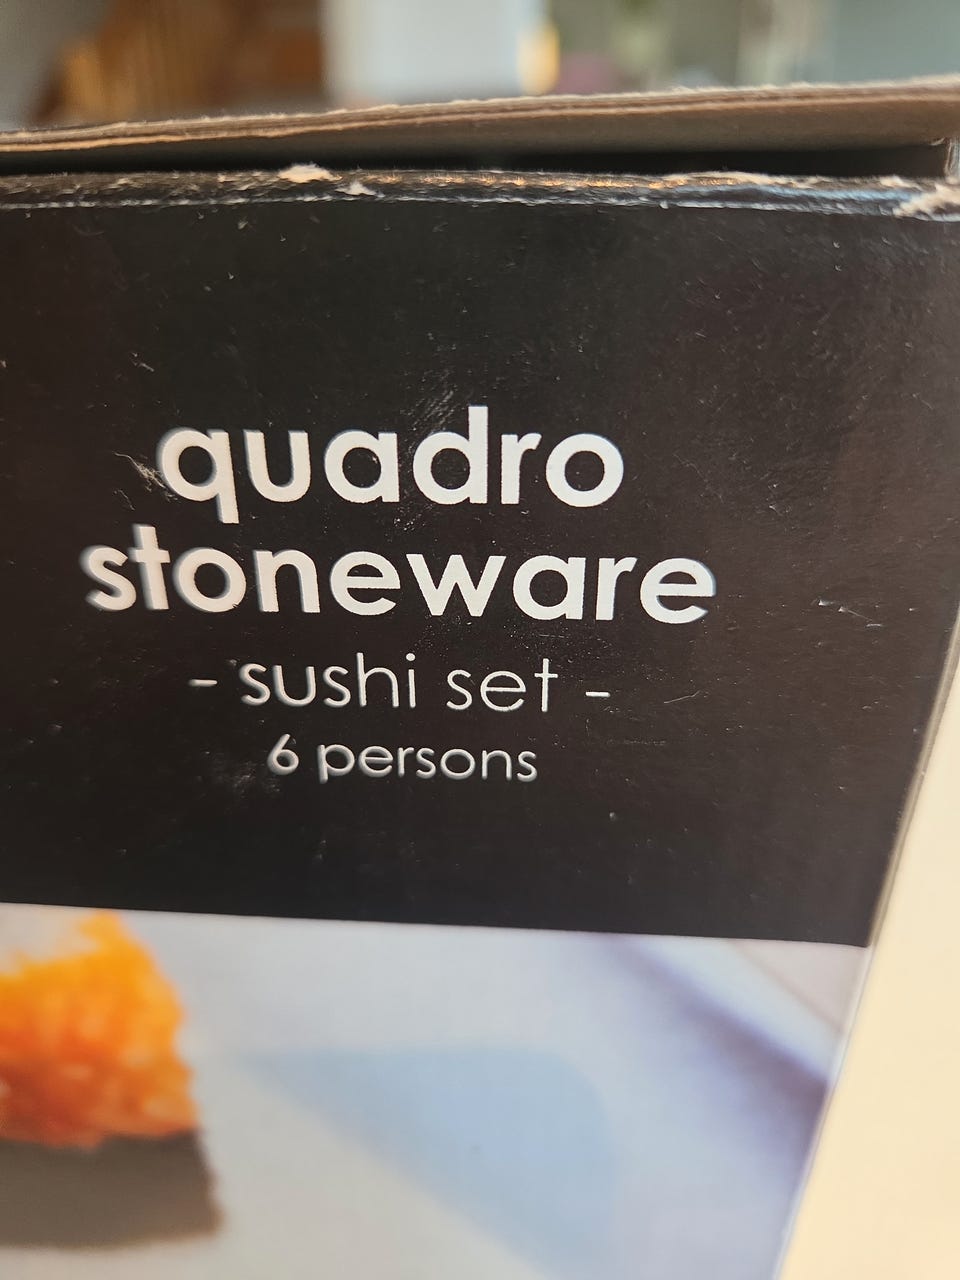 quadro
stoneware
- sushi set -
6 persons